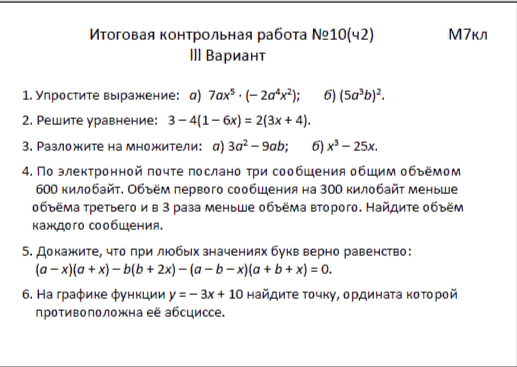 Итоговая контрольная работа №10(ч2) М7кл
III Вариант
1. Упростите выражение: а) 7ax⁵ · (– 2a⁴x²); б) (5a³b)².
2. Решите уравнение: 3 – 4(1 – 6x) = 2(3x + 4).
3. Разложите на множители: а) 3a² – 9ab; б) x³ – 25x.
4. По электронной почте послано три сообщения общим объёмом
600 килобайт. Объём первого сообщения на 300 килобайт меньше
объёма третьего и в 3 раза меньше объёма второго. Найдите объём
каждого сообщения.
5. Докажите, что при любых значениях букв верно равенство:
(a – x)(a + x) – b(b + 2x) – (a – b – x)(a + b + x) = 0.
6. На графике функции y = – 3x + 10 найдите точку, ордината которой
противоположна её абсциссе.